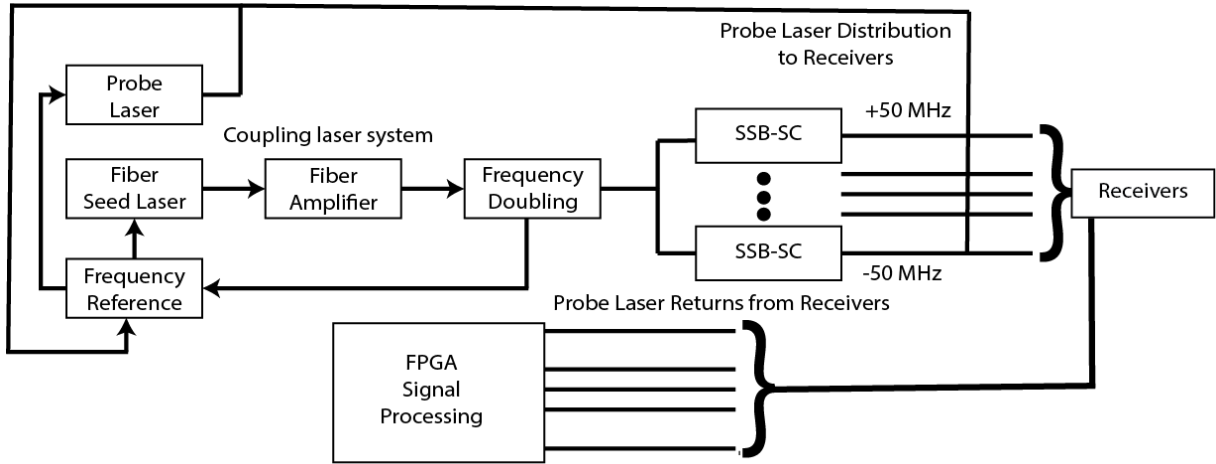 Probe Laser Distribution
to Receivers
Probe
Laser
+50 MHz
Coupling laser system
SSB-SC
Fiber
Seed Laser
Fiber
Amplifier
Frequency
Doubling
Receivers
SSB-SC
Frequency
Reference
-50 MHz
Probe Laser Returns from Receivers
FPGA
Signal
Processing